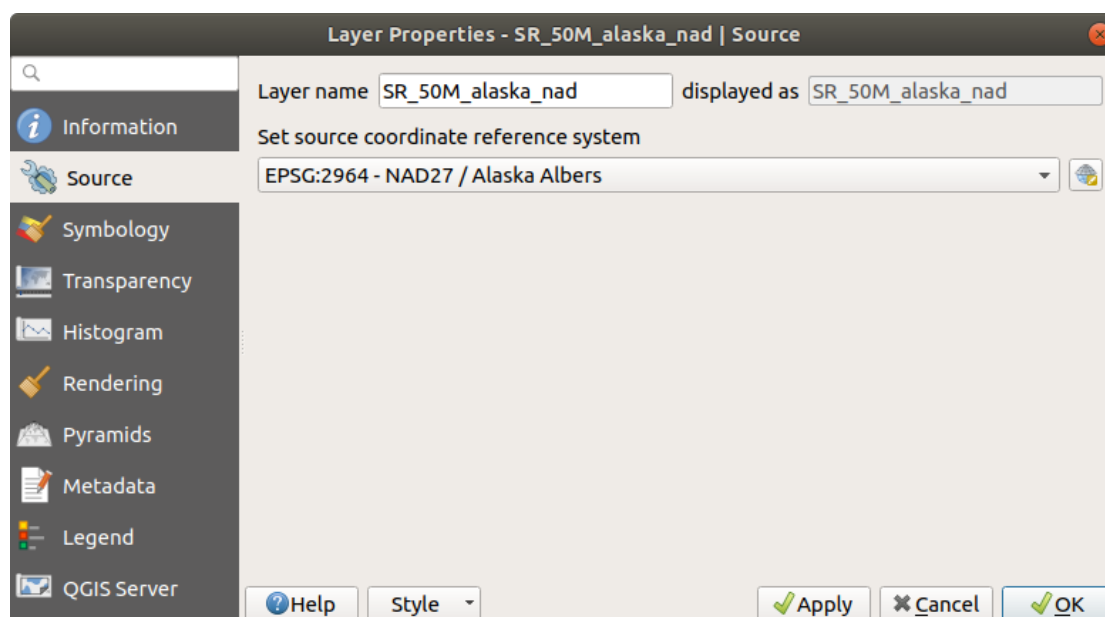 Layer Properties - SR_50M_alaska_nad | Source
Layer name SR_50M_alaska_nad displayed as SR_50M_alaska_nad
Set source coordinate reference system
EPSG:2964 - NAD27 / Alaska Albers
Information
Source
Symbology
Transparency
Histogram
Rendering
Pyramids
Metadata
Legend
QGIS Server
Help Style Apply Cancel OK